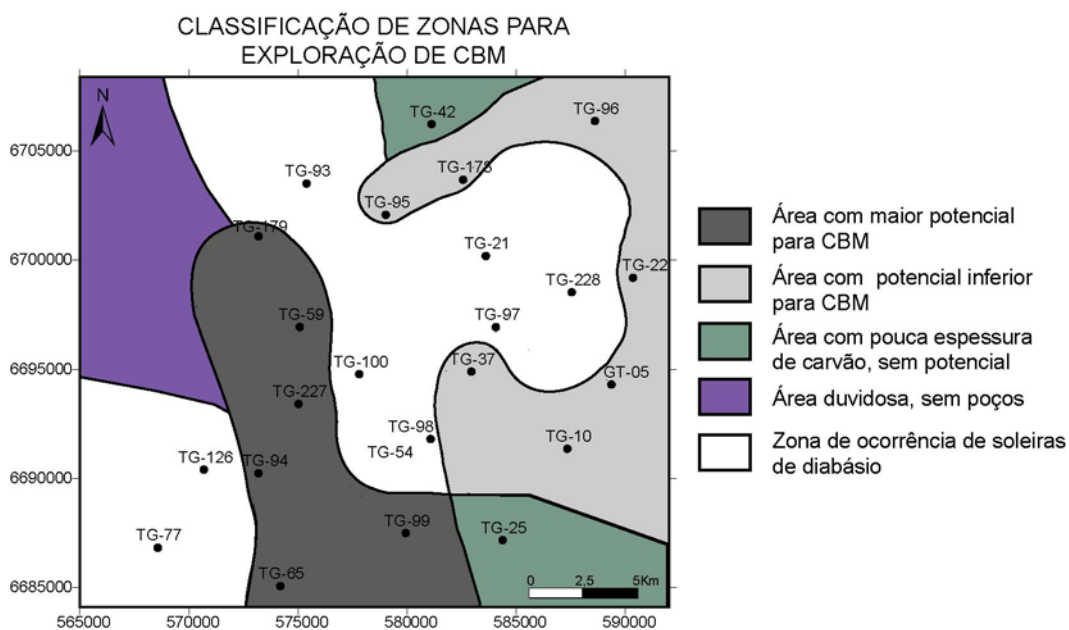 CLASSIFICAÇÃO DE ZONAS PARA
EXPLORAÇÃO DE CBM
N
TG-42
TG-96
6705000
TG-93
TG-178
TG-95
TG-179
TG-21
6700000
TG-228
TG-22
TG-59
TG-97
TG-100
TG-37
6695000
GT-05
TG-227
TG-98
TG-54
TG-10
TG-126
TG-94
6690000
TG-99
TG-25
TG-77
TG-65
6685000
0 2,5 5Km
565000 570000 575000 580000 585000 590000
Área com maior potencial
para CBM
Área com potencial inferior
para CBM
Área com pouca espessura
de carvão, sem potencial
Área duvidosa, sem poços
Zona de ocorrência de soleiras
de diabásio